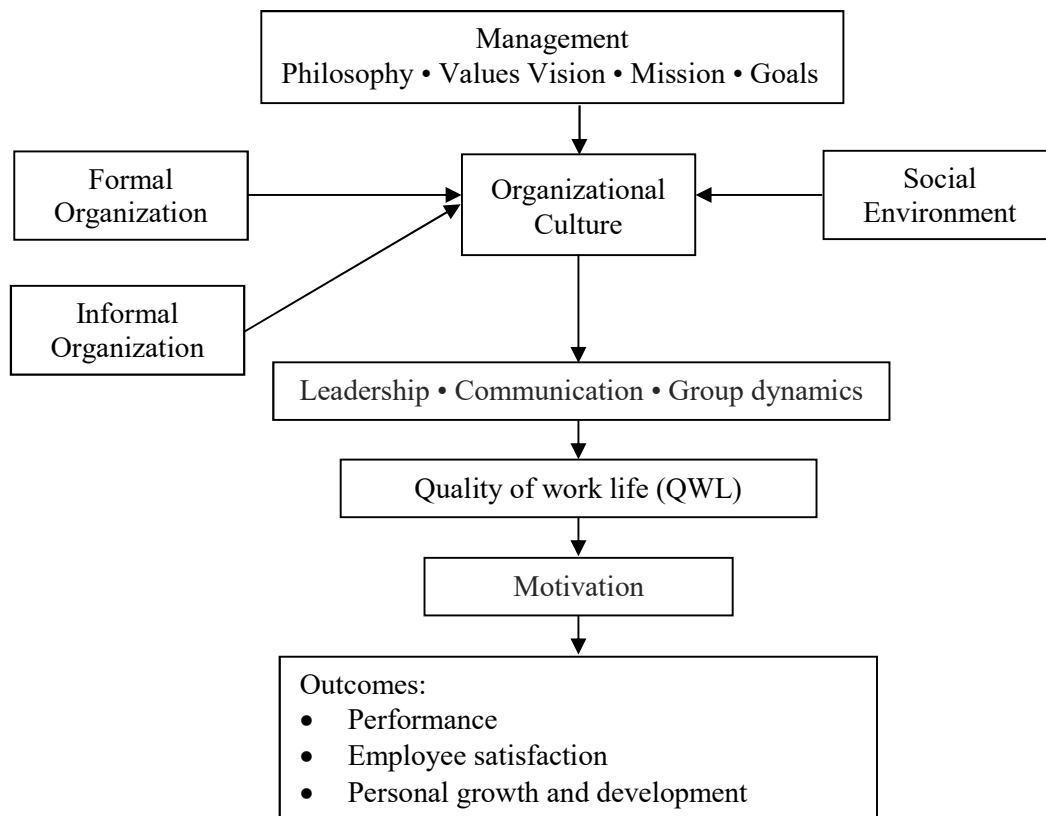 Management
Philosophy • Values Vision • Mission • Goals
Formal
Organization
Organizational
Culture
Social
Environment
Informal
Organization
Leadership • Communication • Group dynamics
Quality of work life (QWL)
Motivation
Outcomes:
• Performance
• Employee satisfaction
• Personal growth and development